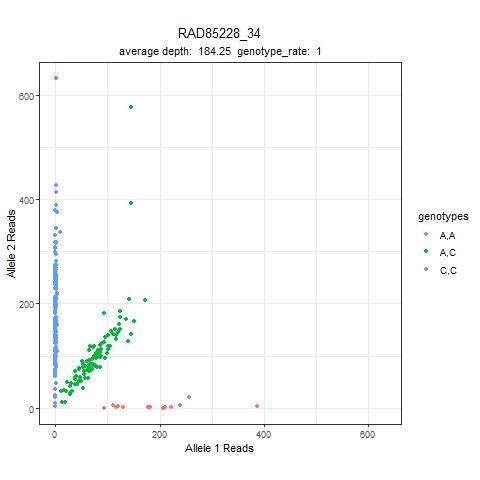 RAD85228_34
average depth: 184.25 genotype_rate: 1
Allele 2 Reads
600
400
200
0
0 200 400 600
Allele 1 Reads
genotypes
A,A
A,C
C,C